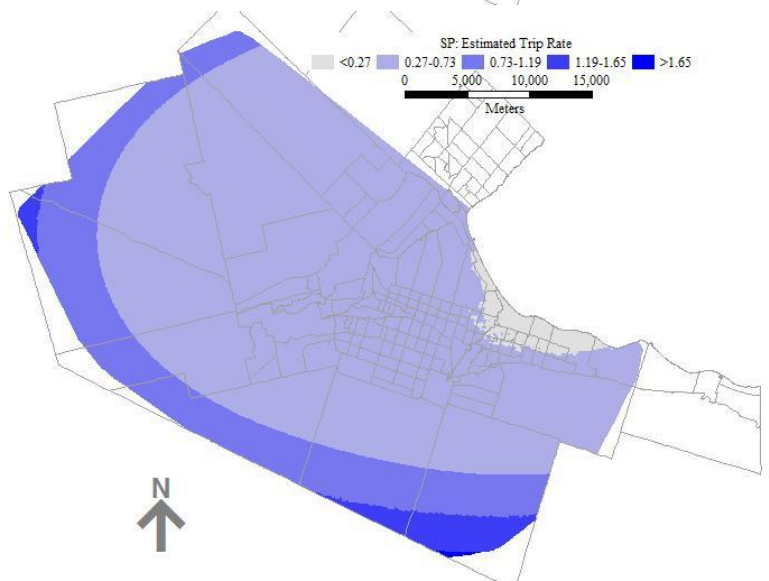 SP: Estimated Trip Rate
<0.27 0.27-0.73 0.73-1.19 1.19-1.65 >1.65
0 5,000 10,000 15,000
Meters
N